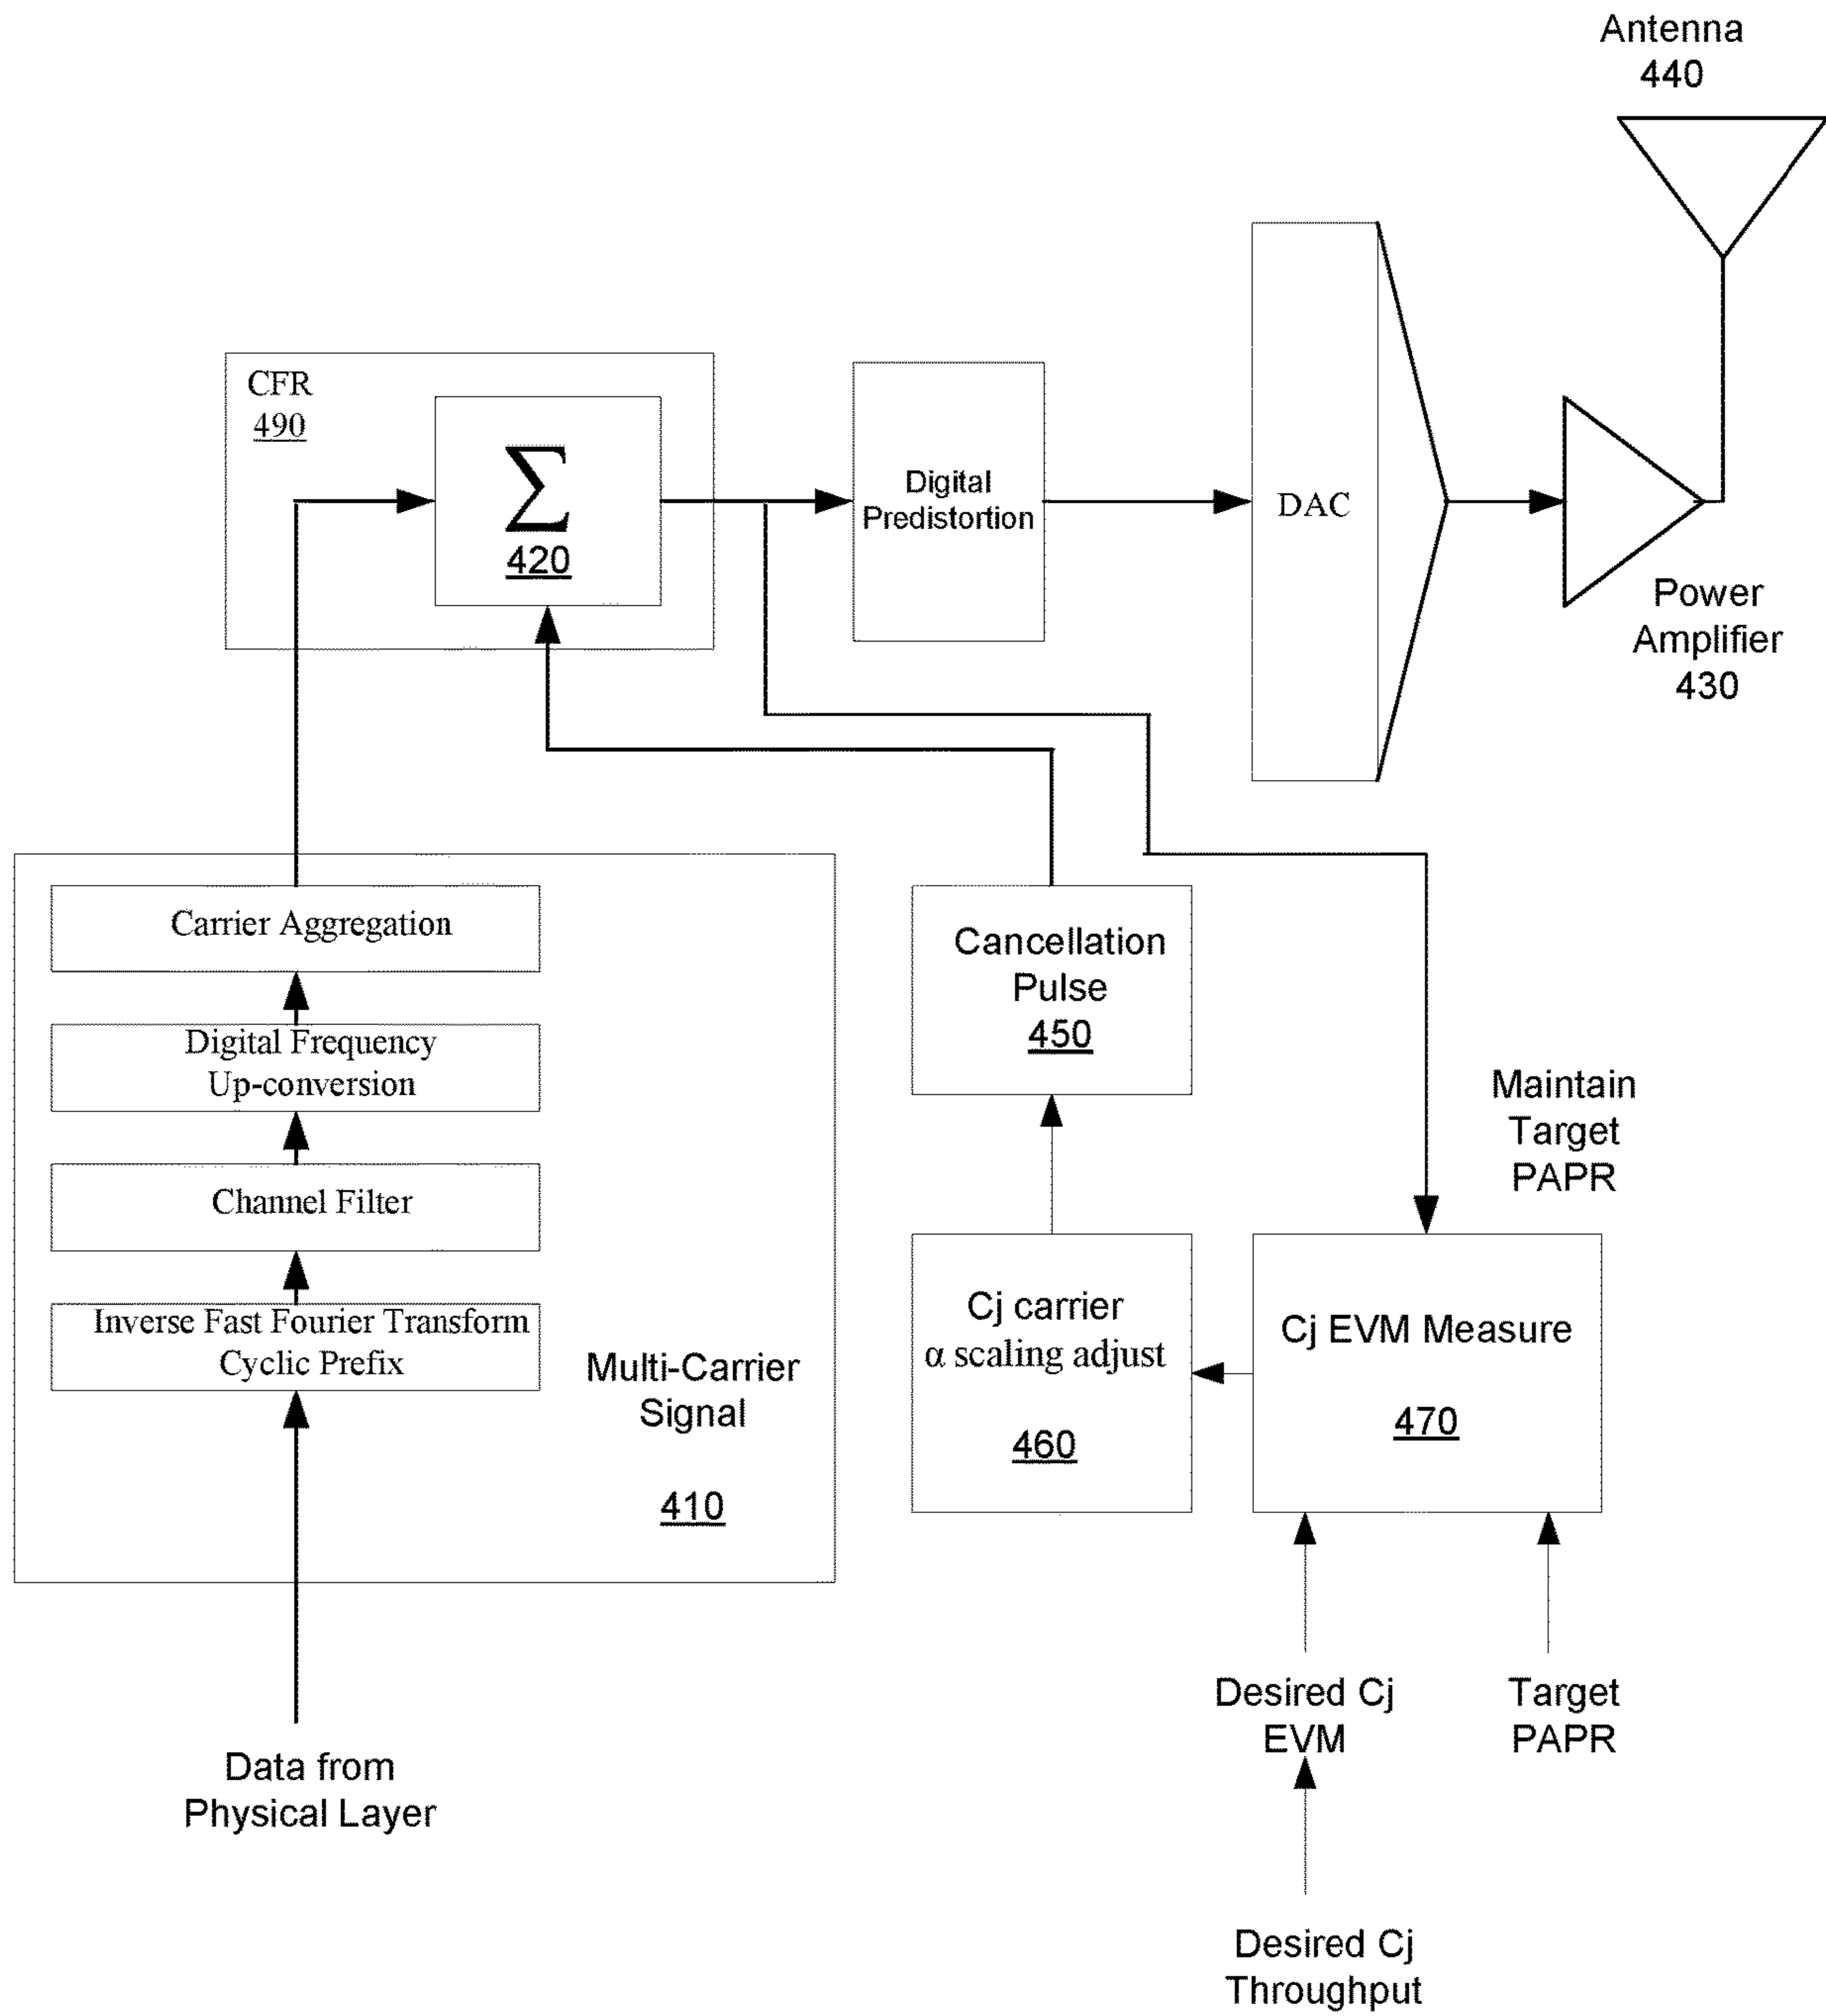 Antenna
440
CFR
490
Σ
420
Digital
Predistortion
DAC
Power
Amplifier
430
Carrier Aggregation
Digital Frequency
Up-conversion
Channel Filter
Inverse Fast Fourier Transform
Cyclic Prefix
Multi-Carrier
Signal
410
Data from
Physical Layer
Cancellation
Pulse
450
Maintain
Target
PAPR
Cj carrier
α scaling adjust
460
Cj EVM Measure
470
Desired Cj
EVM
Target
PAPR
Desired Cj
Throughput